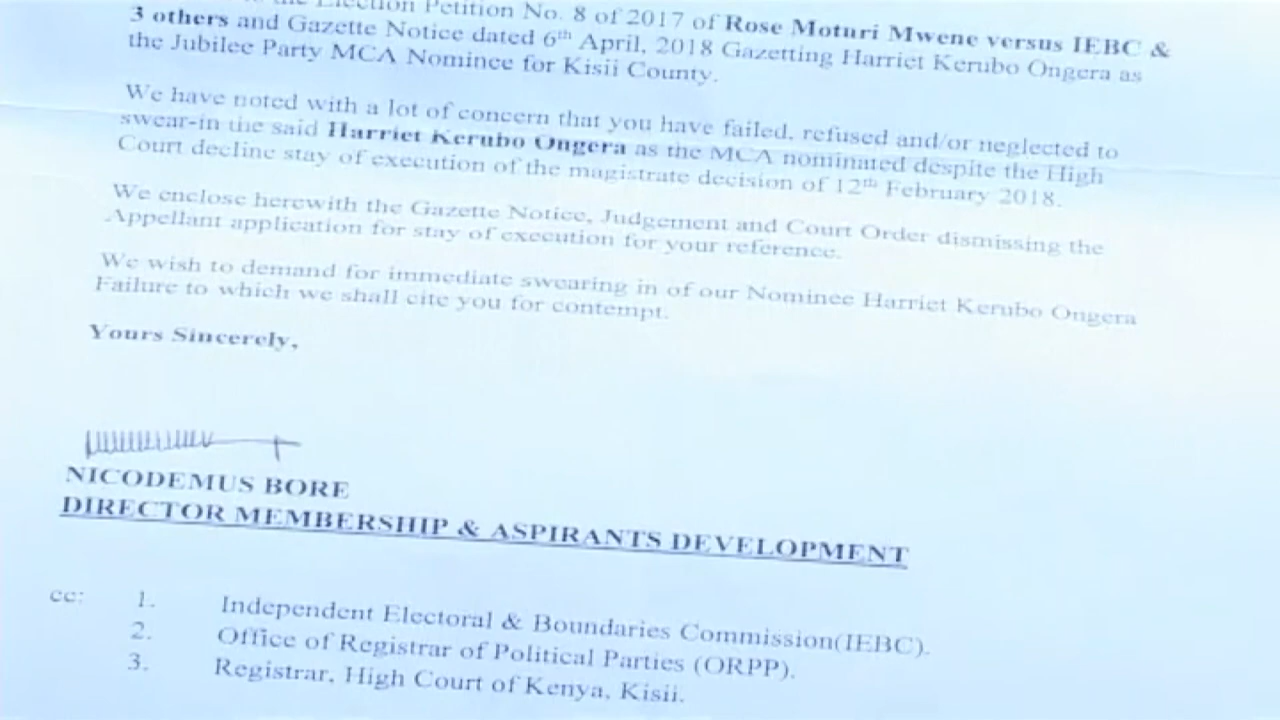 Election Petition No. 8 of 2017 of Rose Moturi Mwene versus IEBC &
3 others and Gazette Notice dated 6th April, 2018 Gazetting Harriet Kerubo Ongera as
the Jubilee Party MCA Nominee for Kisii County.
We have noted with a lot of concern that you have failed, refused and/or neglected to
swear-in the said Harriet Kerubo Ongera as the MCA nominated despite the High
Court decline stay of execution of the magistrate decision of 12th February 2018.
We enclose herewith the Gazette Notice, Judgement and Court Order dismissing the
Appellant application for stay of execution for your reference.
We wish to demand for immediate swearing in of our Nominee Harriet Kerubo Ongera
Failure to which we shall cite you for contempt.
Yours Sincerely,
NICODEMUS BORE
DIRECTOR MEMBERSHIP & ASPIRANTS DEVELOPMENT
cc: 1. Independent Electoral & Boundaries Commission(IEBC).
2. Office of Registrar of Political Parties (ORPP).
3. Registrar, High Court of Kenya, Kisii.